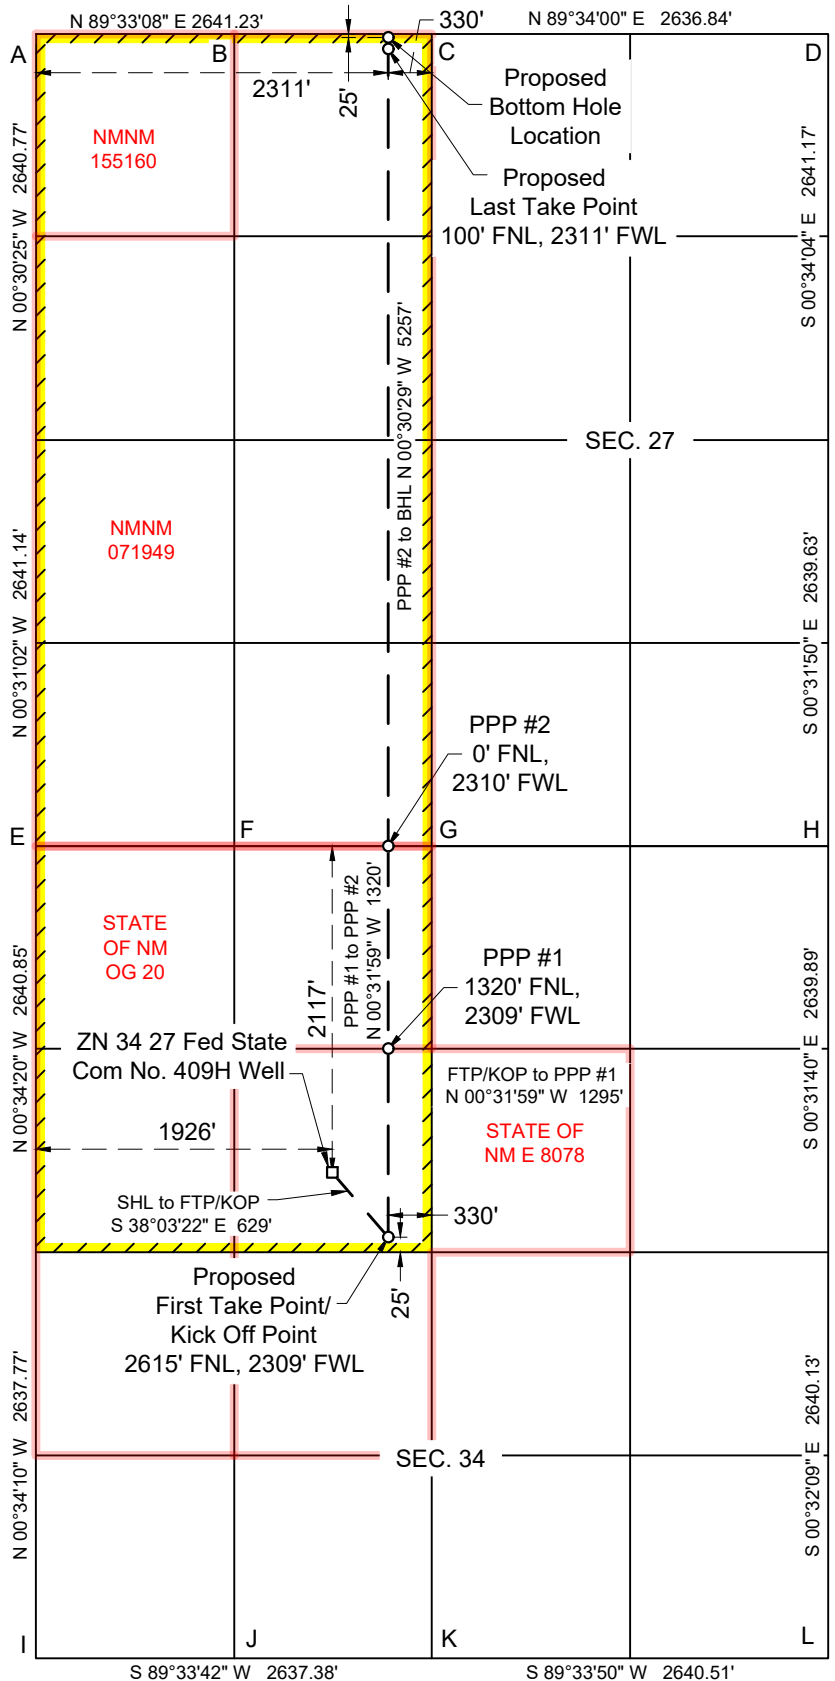 N 89°33'08" E 2641.23'
330'
N 89°34'00" E 2636.84'
A
B
C
D
2311'
25'
Proposed
Bottom Hole
Location
NMNM
155160
Proposed
Last Take Point
100' FNL, 2311' FWL
N 00°30'25" W 2640.77'
S 00°34'04" E 2641.17'
PPP #2 to BHL N 00°30'29" W 5257'
SEC. 27
NMNM
071949
N 00°31'02" W 2641.14'
S 00°31'50" E 2639.63'
PPP #2
0' FNL,
2310' FWL
E
F
G
H
STATE
OF NM
OG 20
PPP #1 to PPP #2
N 00°31'59" W 1320'
2117'
PPP #1
1320' FNL,
2309' FWL
N 00°34'20" W 2640.85'
S 00°31'40" E 2639.89'
ZN 34 27 Fed State
Com No. 409H Well
FTP/KOP to PPP #1
N 00°31'59" W 1295'
1926'
STATE OF
NM E 8078
SHL to FTP/KOP
S 38°03'22" E 629'
330'
25'
Proposed
First Take Point/
Kick Off Point
2615' FNL, 2309' FWL
N 00°34'10" W 2637.77'
S 00°32'09" E 2640.13'
SEC. 34
I
J
K
L
S 89°33'42" W 2637.38'
S 89°33'50" W 2640.51'